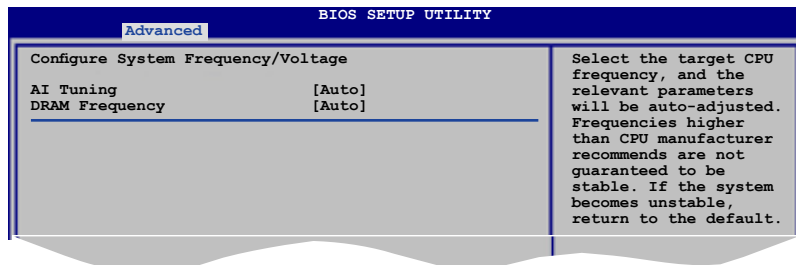 BIOS SETUP UTILITY
Advanced
Configure System Frequency/Voltage
AI Tuning [Auto]
DRAM Frequency [Auto]
Select the target CPU
frequency, and the
relevant parameters
will be auto-adjusted.
Frequencies higher
than CPU manufacturer
recommends are not
guaranteed to be
stable. If the system
becomes unstable,
return to the default.